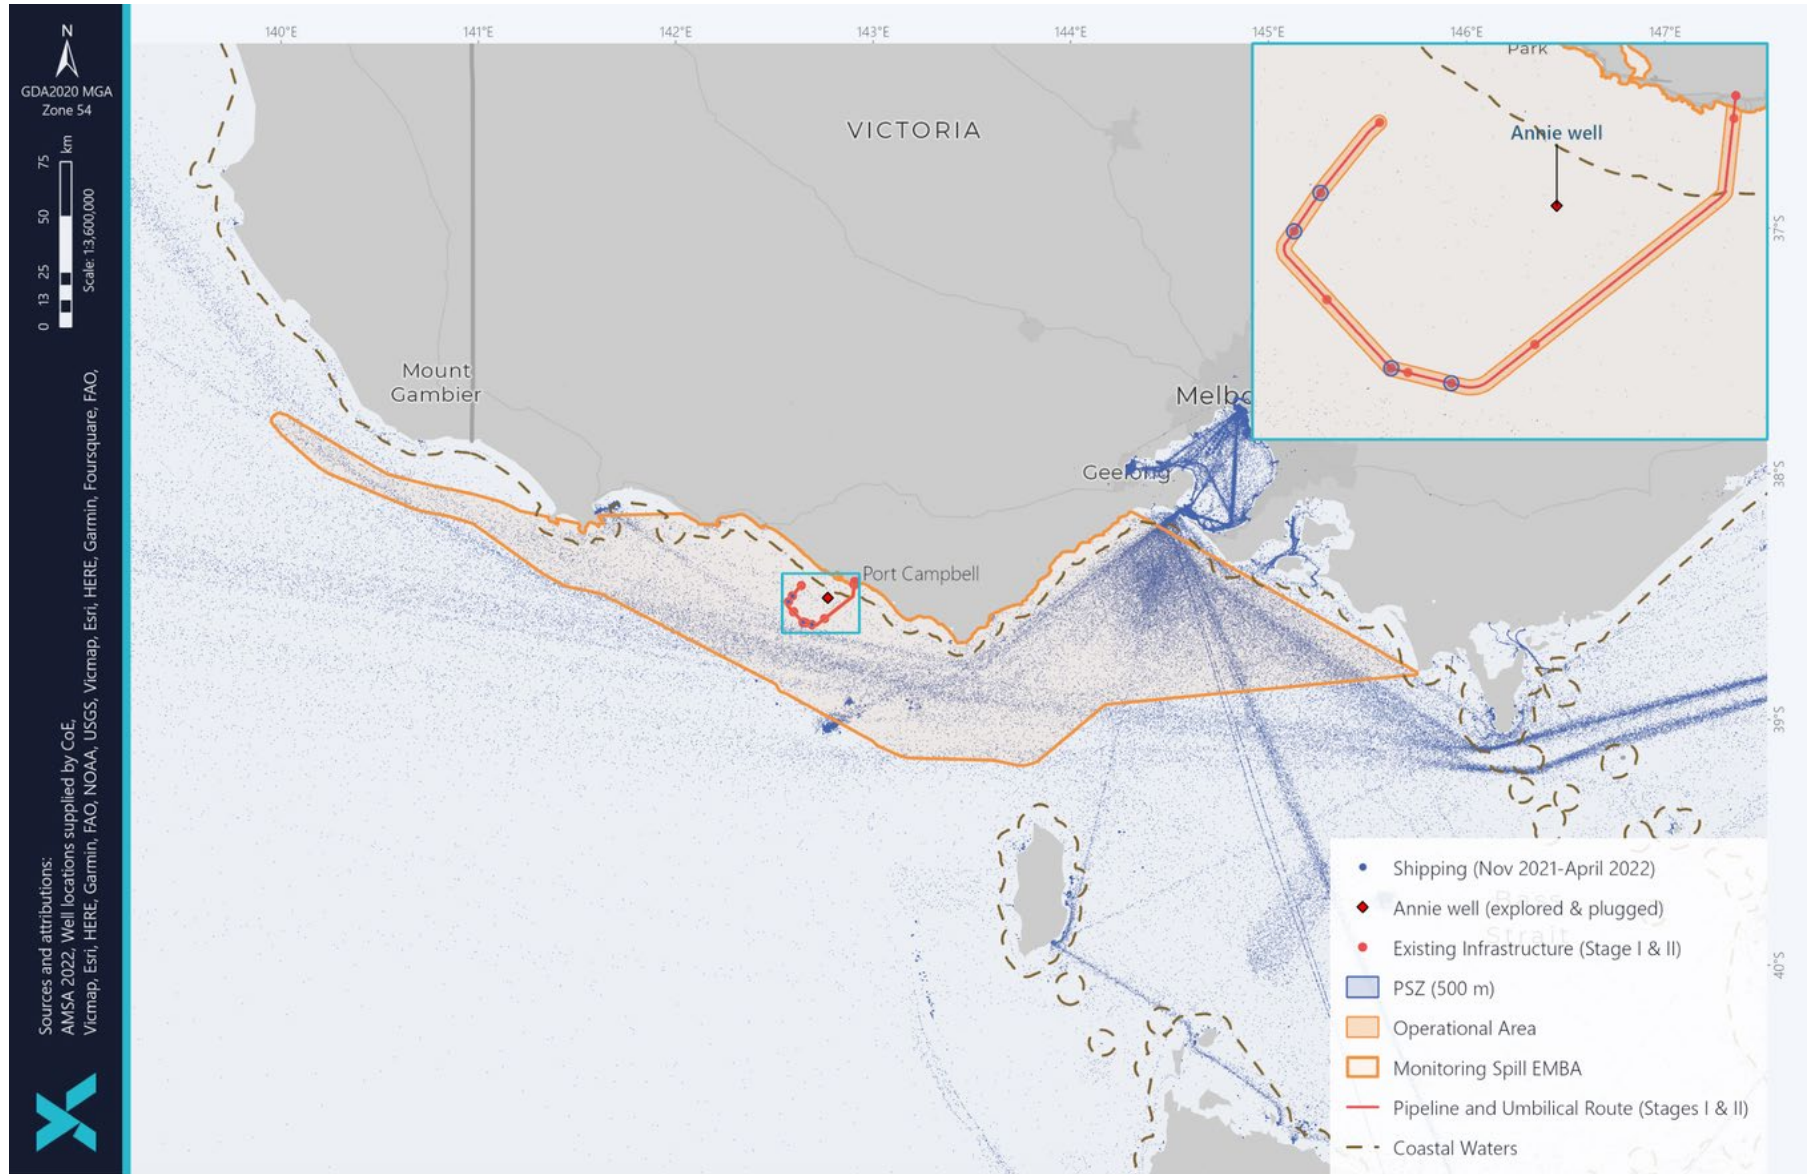 N
GDA2020 MGA
Zone 54
km
75
50
25
13
0
Scale: 1:3,600,000
Sources and attributions:
AMSA 2022, Well locations supplied by CoE,
Vicmap, Esri, HERE, Garmin, FAO, NOAA, USGS, Vicmap, Esri, HERE, Garmin, Foursquare, FAO,
140°E
141°E
142°E
143°E
144°E
145°E
146°E
147°E
37°S
38°S
39°S
40°S
VICTORIA
Mount
Gambier
Melbo
Geelong
Port Campbell
Park
Annie well
Bass
Strait
Shipping (Nov 2021-April 2022)
Annie well (explored & plugged)
Existing Infrastructure (Stage I & II)
PSZ (500 m)
Operational Area
Monitoring Spill EMBA
Pipeline and Umbilical Route (Stages I & II)
Coastal Waters